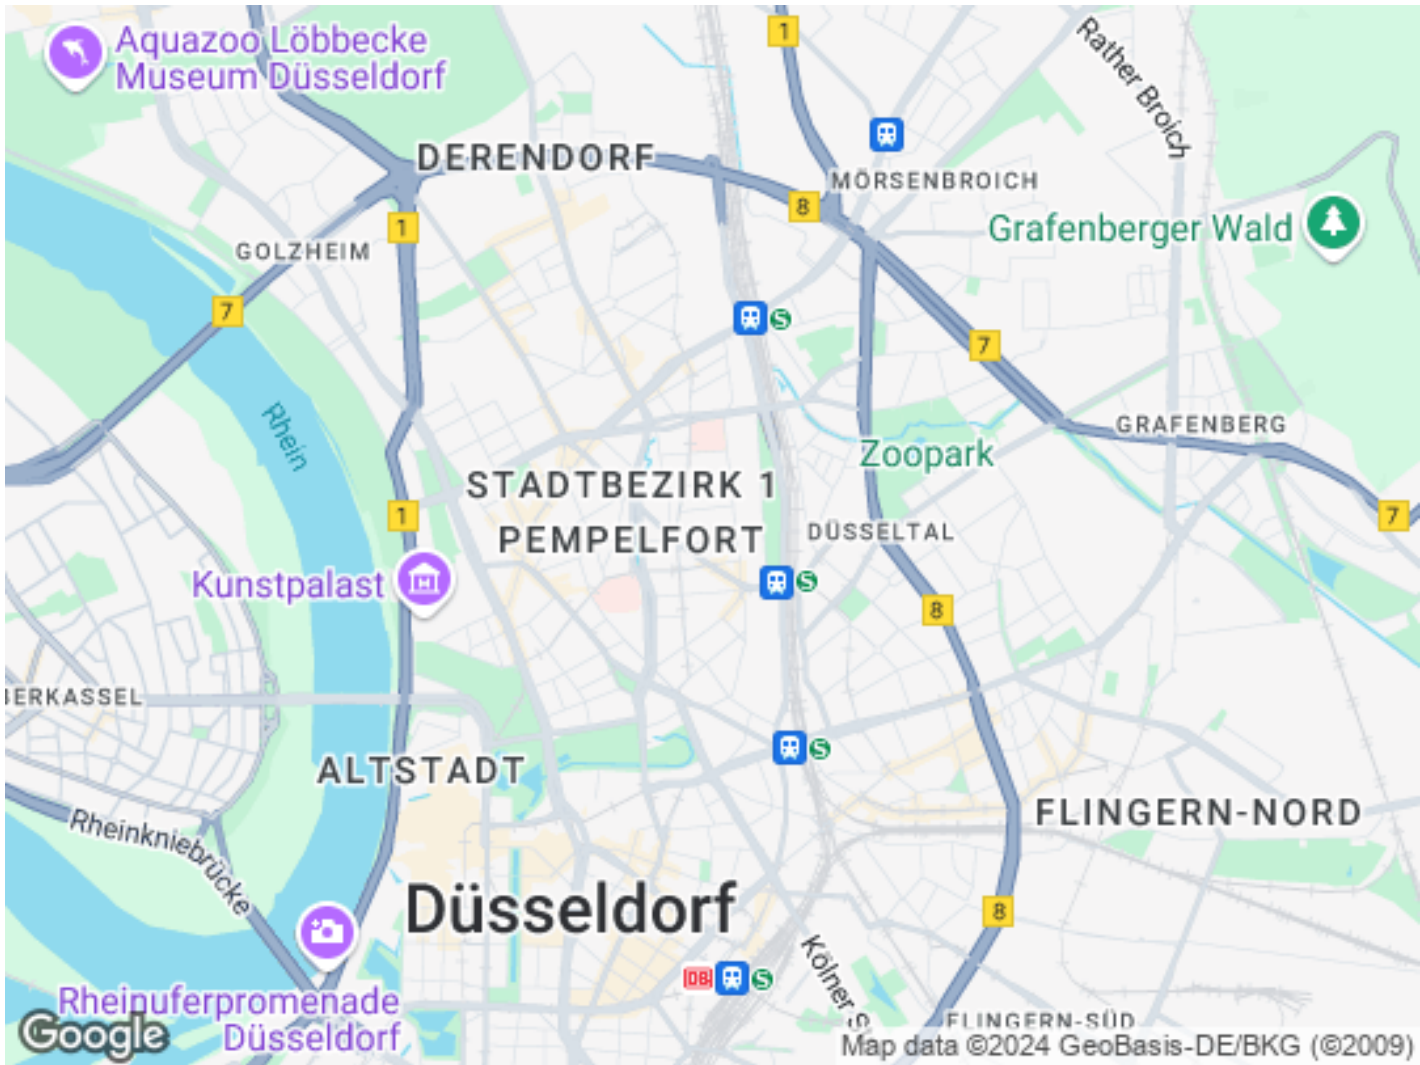 Aquazoo Löbbecke
Museum Düsseldorf
1
Rather Broich
DERENDORF
MÖRSENBROICH
8
1
GOLZHEIM
Grafenberger Wald
7
S
7
Rhein
GRAFENBERG
Zoopark
STADTBEZIRK 1
PEMPELFORT
1
7
DÜSSELTAL
Kunstpalast
S
8
BERKASSEL
S
ALTSTADT
Rheinkniebrücke
FLINGERN-NORD
Düsseldorf
8
Kölner S
DB
S
Rheinuferpromenade
Düsseldorf
FLINGERN-SÜD
Google
Map data ©2024 GeoBasis-DE/BKG (©2009)